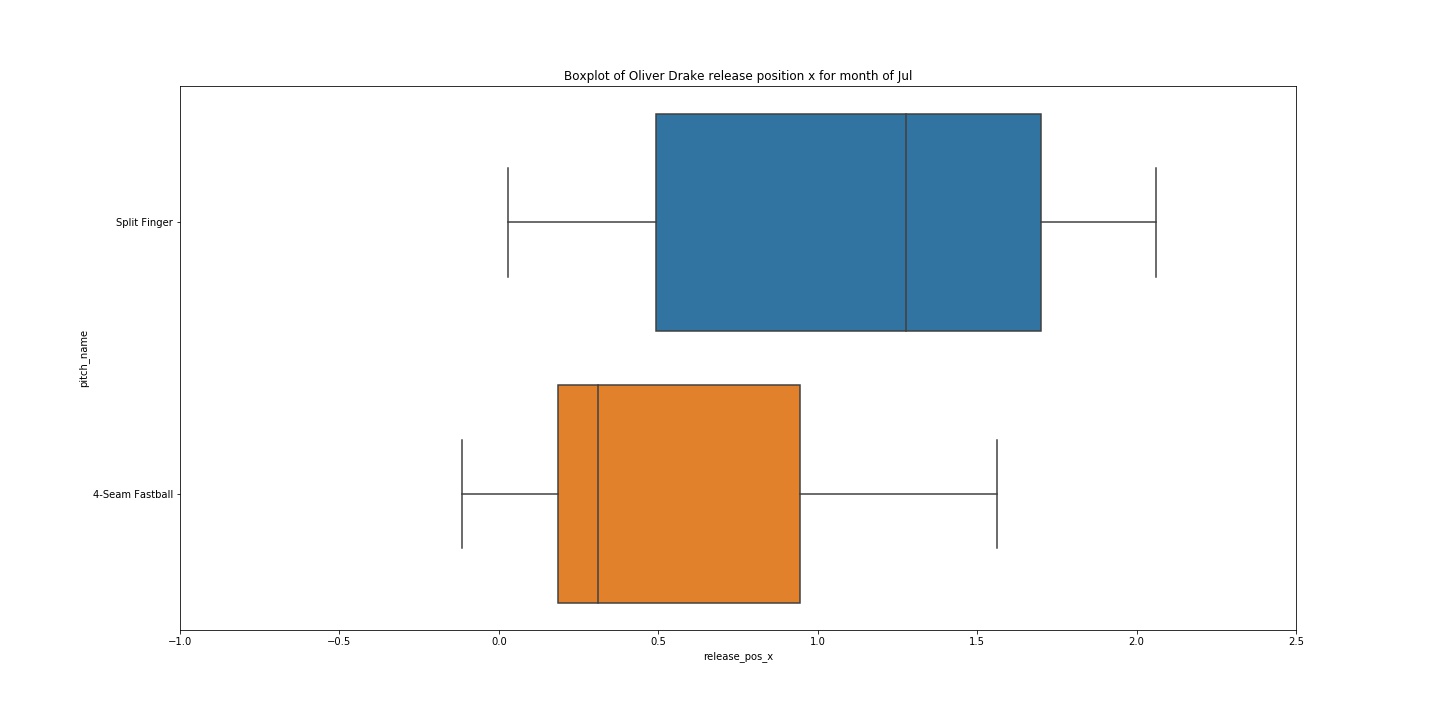 Boxplot of Oliver Drake release position x for month of Jul
Split Finger
pitch_name
4-Seam Fastball
−1.0 −0.5 0.0 0.5 1.0 1.5 2.0 2.5
release_pos_x